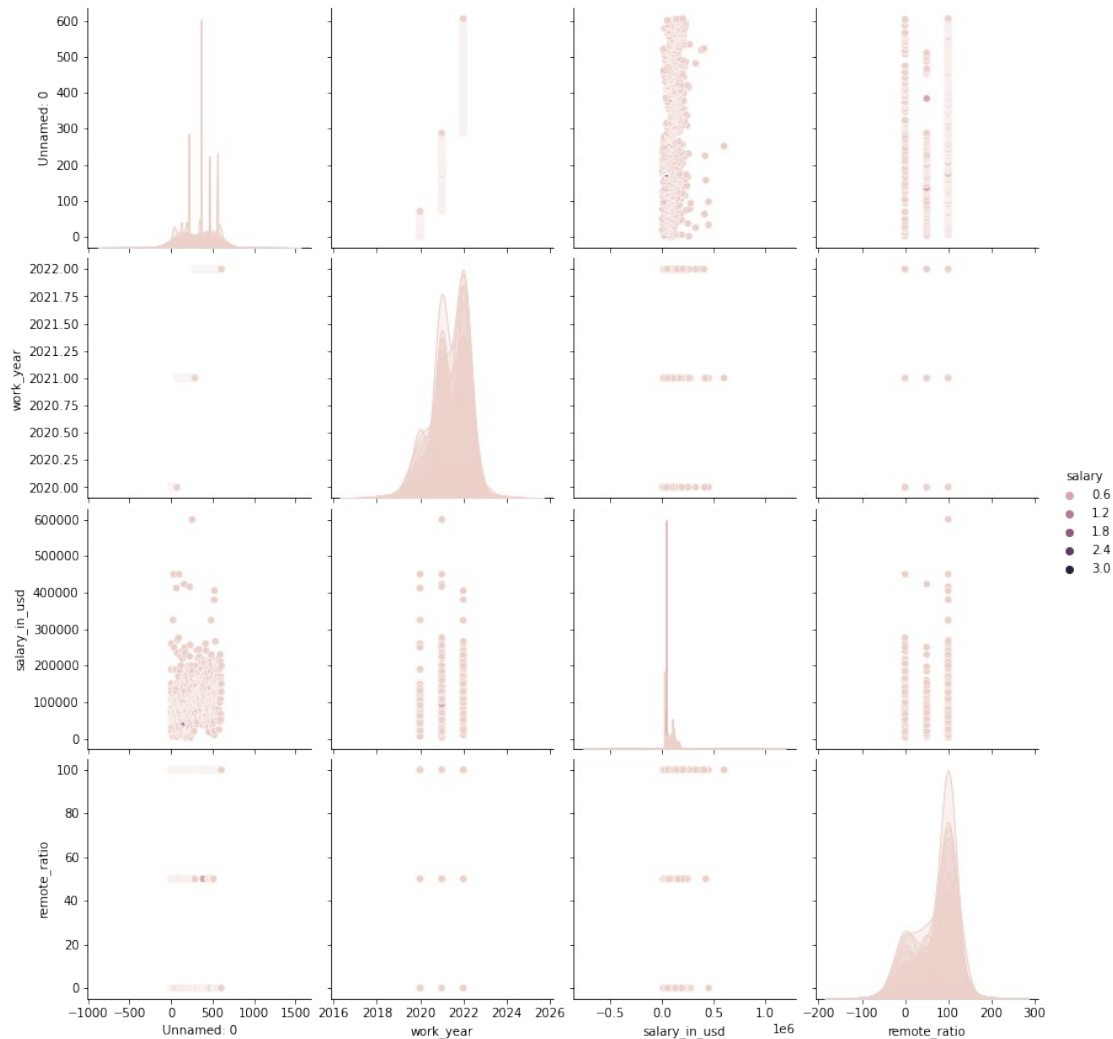 600
500
400
300
200
100
0
Unnamed: 0
2022.00
2021.75
2021.50
2021.25
2021.00
2020.75
2020.50
2020.25
2020.00
work_year
salary
0.6
1.2
1.8
2.4
3.0
600000
500000
400000
300000
200000
100000
0
salary_in_usd
100
80
60
40
20
0
remote_ratio
−1000 −500 0 500 1000 1500
Unnamed: 0
2016 2018 2020 2022 2024 2026
work_year
−0.5 0.0 0.5 1.0
1e6
salary_in_usd
−200 −100 0 100 200 300
remote_ratio